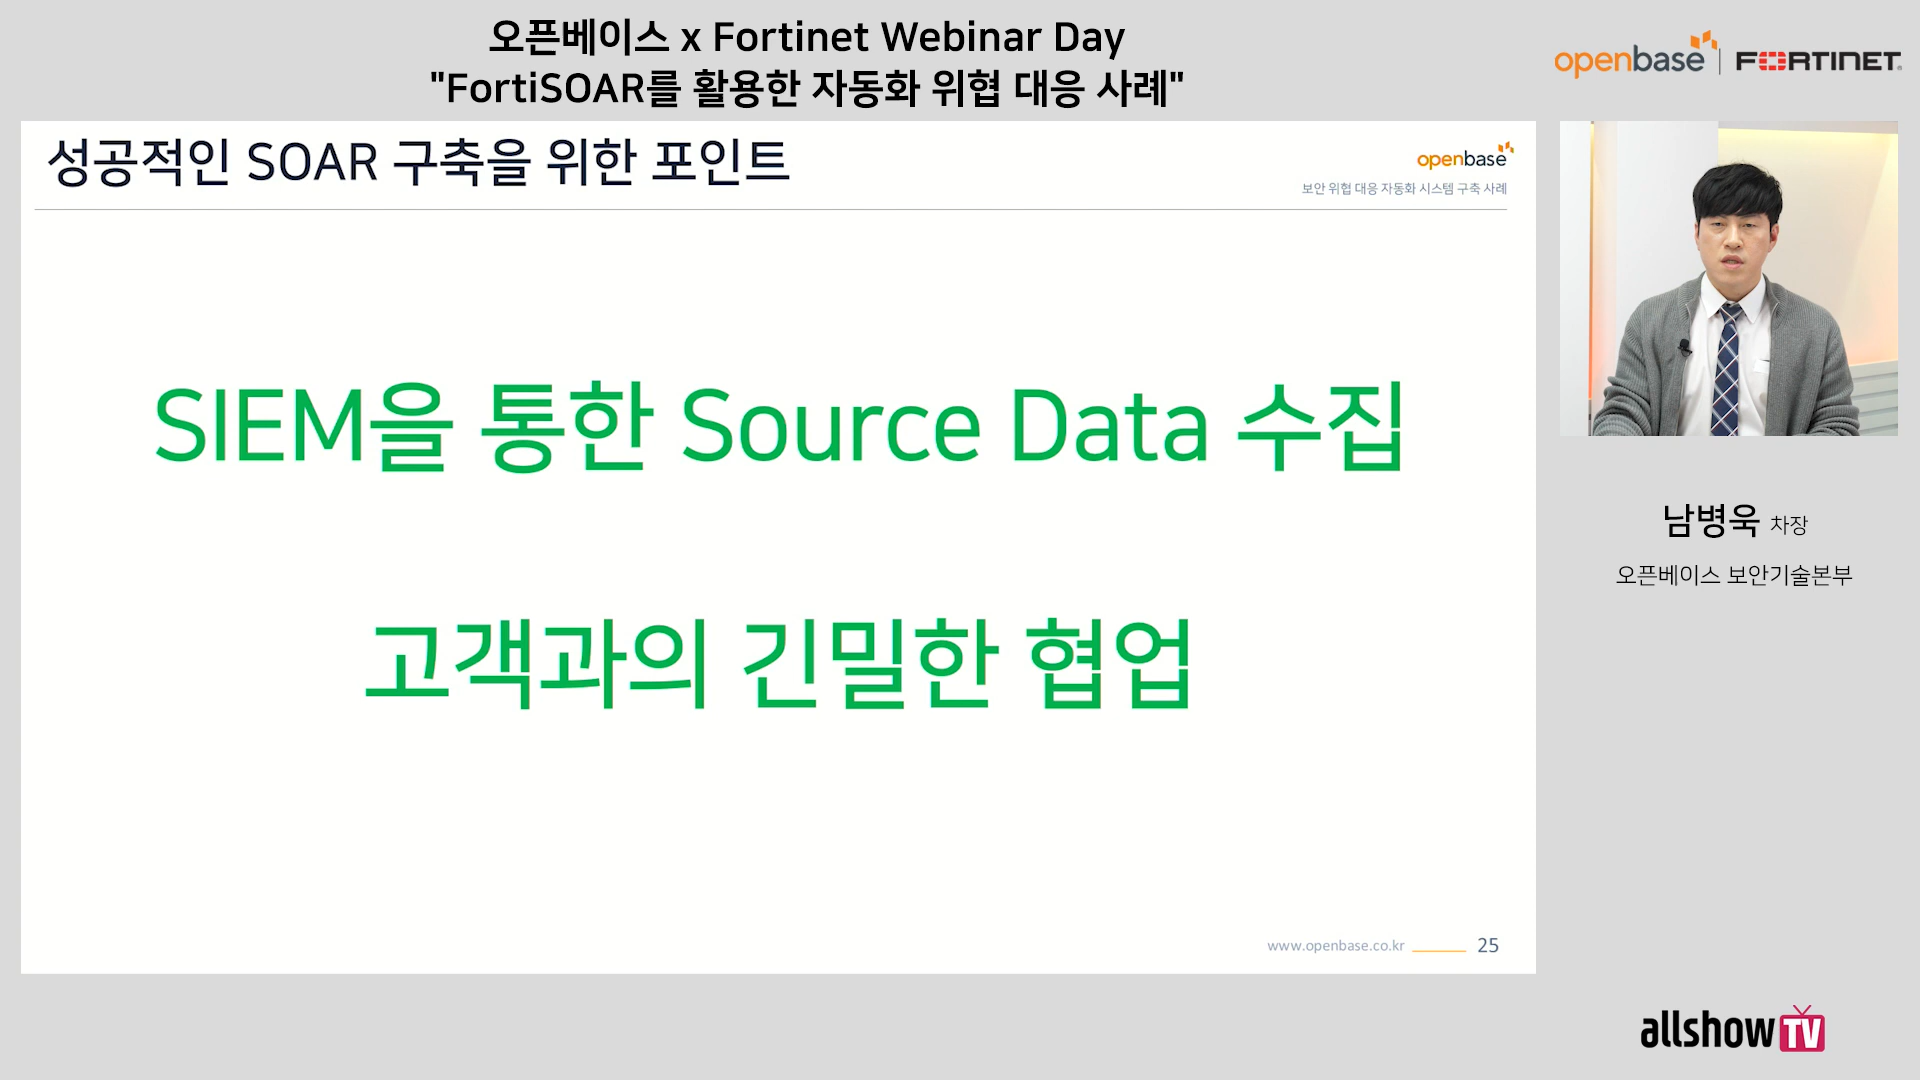 오픈베이스 x Fortinet Webinar Day
"FortiSOAR를 활용한 자동화 위협 대응 사례"
openbase | FORTINET
성공적인 SOAR 구축을 위한 포인트
openbase
보안 위협 대응 자동화 시스템 구축 사례
SIEM을 통한 Source Data 수집
고객과의 긴밀한 협업
www.openbase.co.kr 25
남병욱 차장
오픈베이스 보안기술본부
allshowTV